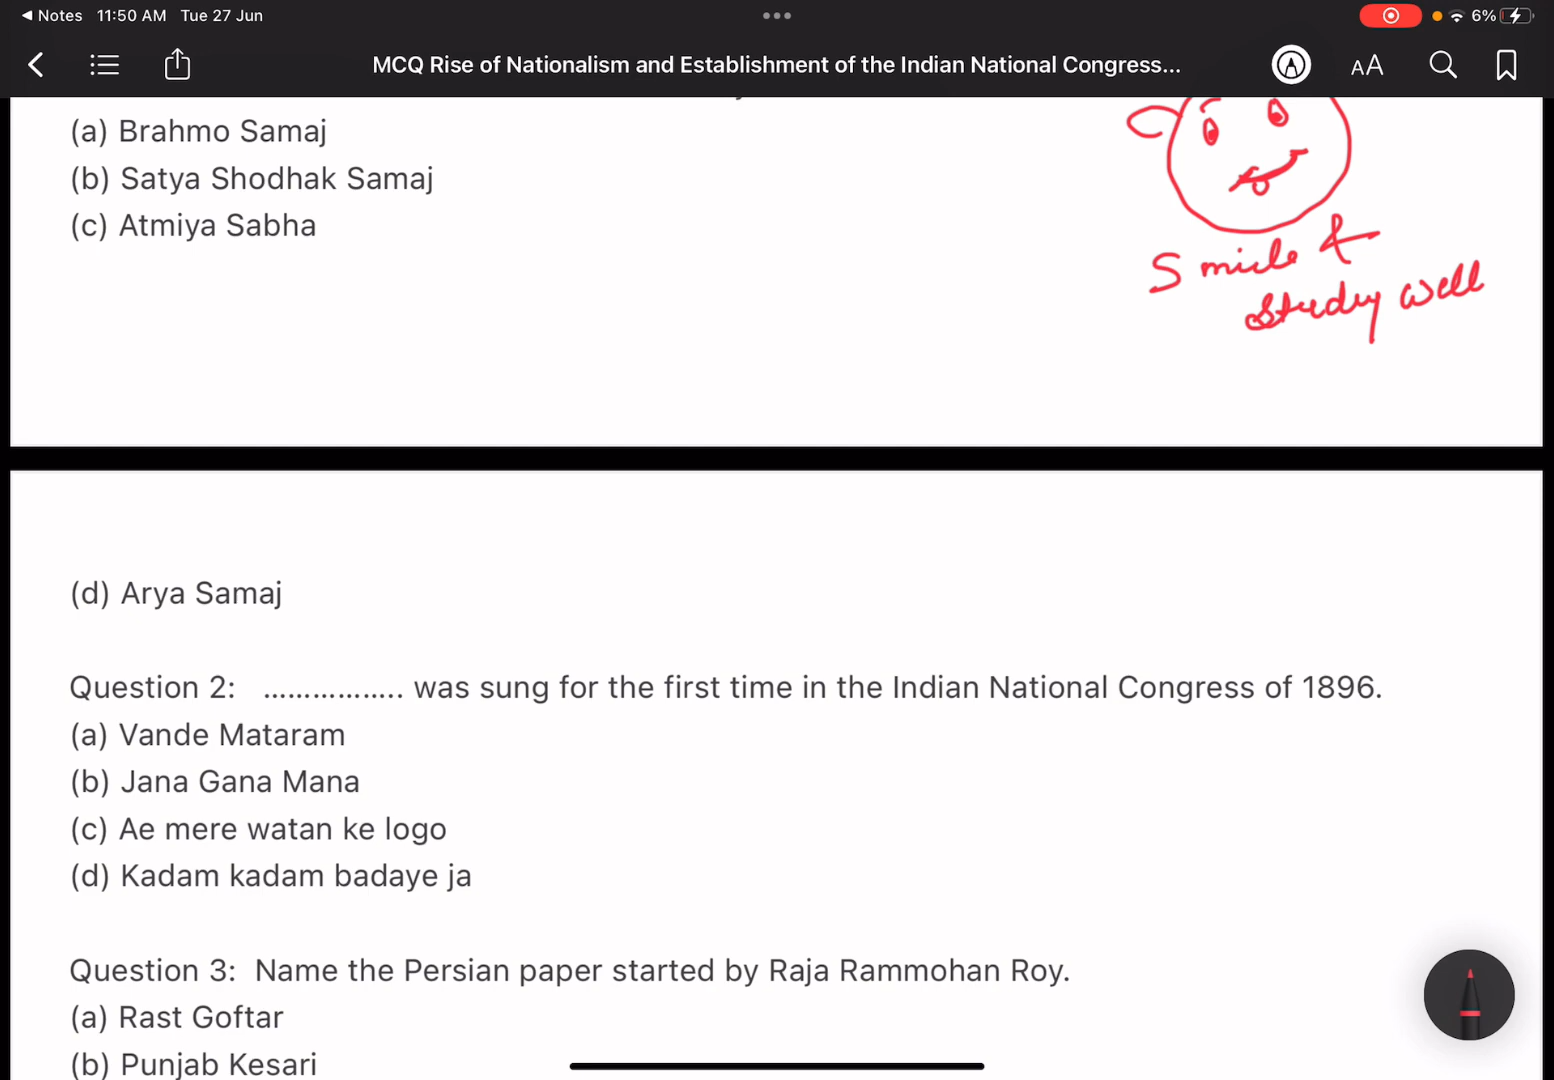 Notes 11:50 AM Tue 27 Jun
6%
MCQ Rise of Nationalism and Establishment of the Indian National Congress...
AA
(a) Brahmo Samaj
(b) Satya Shodhak Samaj
(c) Atmiya Sabha
Smile &
Study well
(d) Arya Samaj
Question 2: ................. was sung for the first time in the Indian National Congress of 1896.
(a) Vande Mataram
(b) Jana Gana Mana
(c) Ae mere watan ke logo
(d) Kadam kadam badaye ja
Question 3: Name the Persian paper started by Raja Rammohan Roy.
(a) Rast Goftar
(b) Punjab Kesari